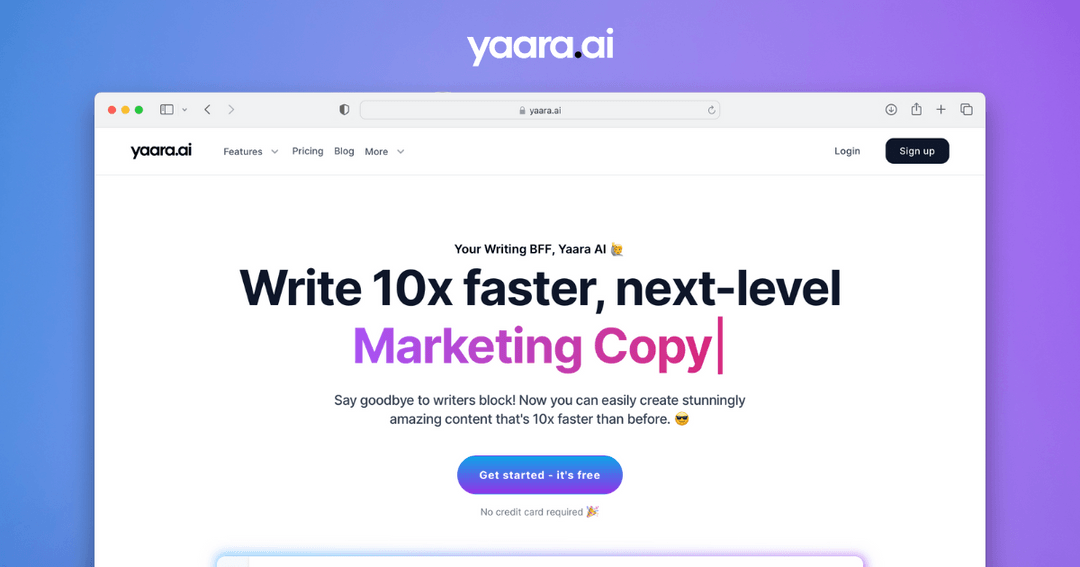 yaara.ai
yaara.ai
yaara.ai Features Pricing Blog More Login Sign up
Your Writing BFF, Yaara AI 🙋
Write 10x faster, next-level
Marketing Copy
Say goodbye to writers block! Now you can easily create stunningly
amazing content that's 10x faster than before. 😎
Get started - it's free
No credit card required 🎉